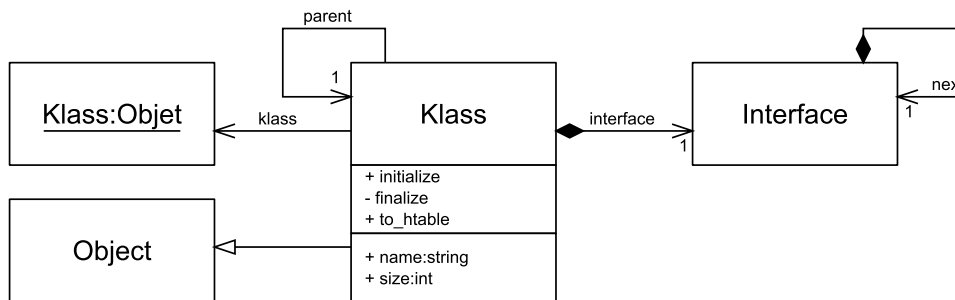 parent
1
Klass:Objet
klass
Klass
interface
1
Interface
1
+ initialize
- finalize
+ to_htable
Object
+ name:string
+ size:int